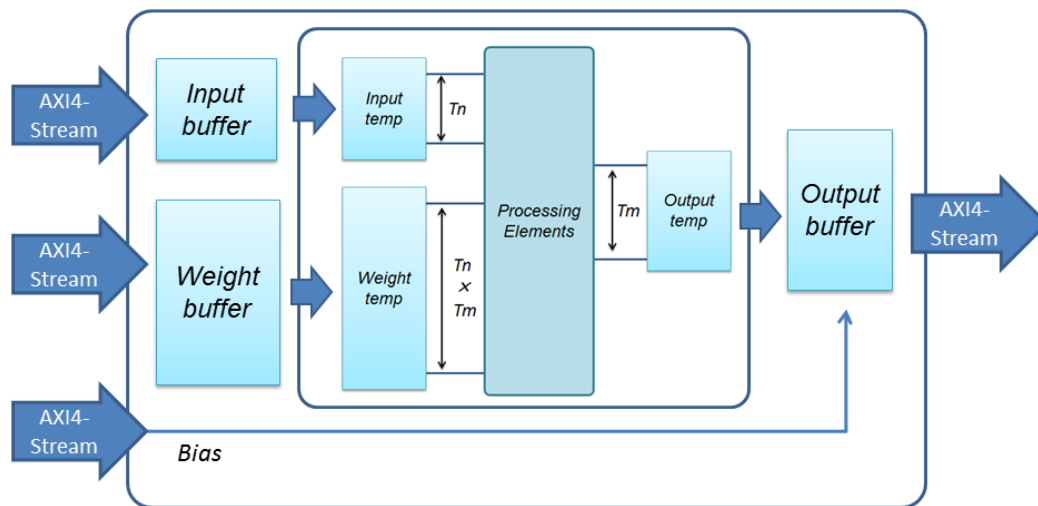 AXI4-
Stream
Input
buffer
Input
temp
Tn
AXI4-
Stream
Weight
buffer
Weight
temp
Tn
×
Tm
Processing
Elements
Tm
Output
temp
Output
buffer
AXI4-
Stream
AXI4-
Stream
Bias